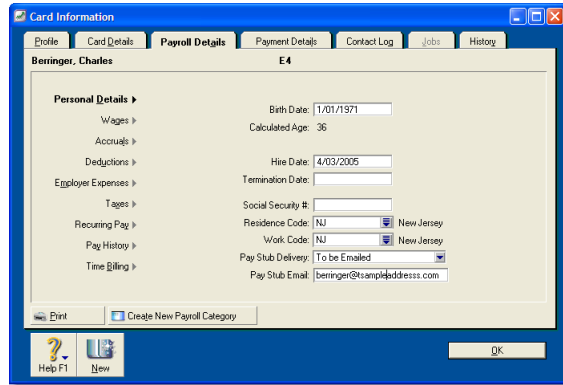 Card Information
Profile Card Details Payroll Details Payment Details Contact Log Jobs History
Berringer, Charles E4
Personal Details
Wages
Accruals
Deductions
Employer Expenses
Taxes
Recurring Pay
Pay History
Time Billing
Birth Date: 1/01/1971
Calculated Age: 36
Hire Date: 4/03/2005
Termination Date:
Social Security #:
Residence Code: NJ New Jersey
Work Code: NJ New Jersey
Pay Stub Delivery: To be Emailed
Pay Stub Email: berringer@tsampleaddresss.com
Print Create New Payroll Category
Help F1 New OK